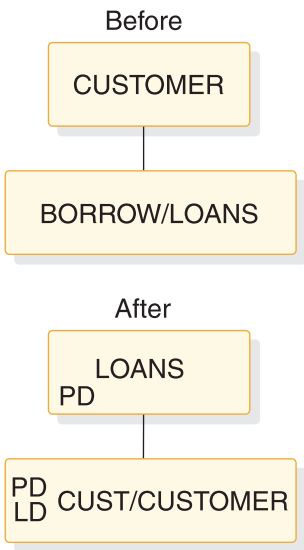 Before
CUSTOMER
BORROW/LOANS
After
LOANS
PD
PD
LD
CUST/CUSTOMER